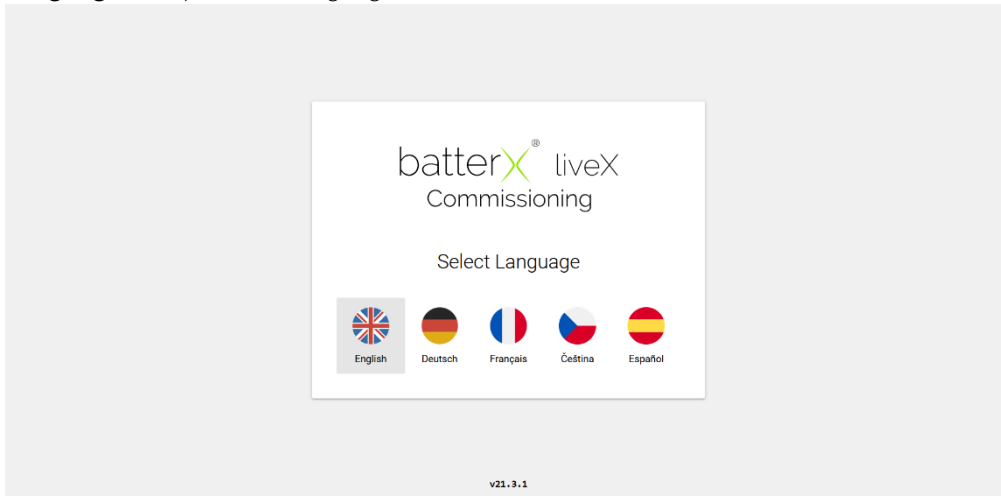 batterX® liveX
Commissioning
Select Language
English Deutsch Français Čeština Español
v21.3.1